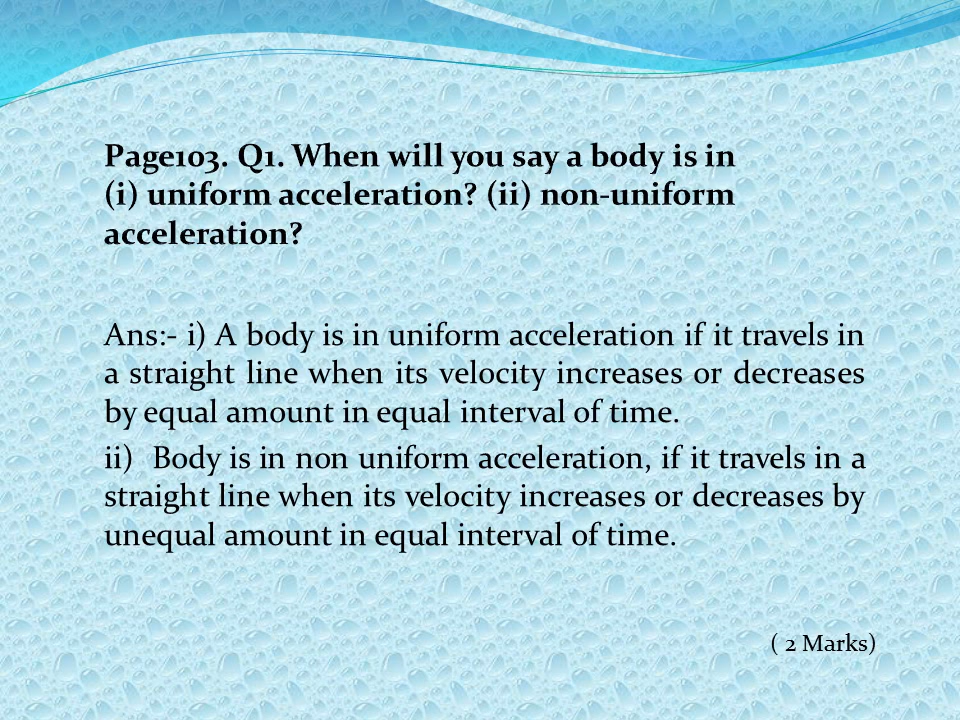 Page103. Q1. When will you say a body is in
(i) uniform acceleration? (ii) non-uniform
acceleration?
Ans:- i) A body is in uniform acceleration if it travels in
a straight line when its velocity increases or decreases
by equal amount in equal interval of time.
ii) Body is in non uniform acceleration, if it travels in a
straight line when its velocity increases or decreases by
unequal amount in equal interval of time.
( 2 Marks)